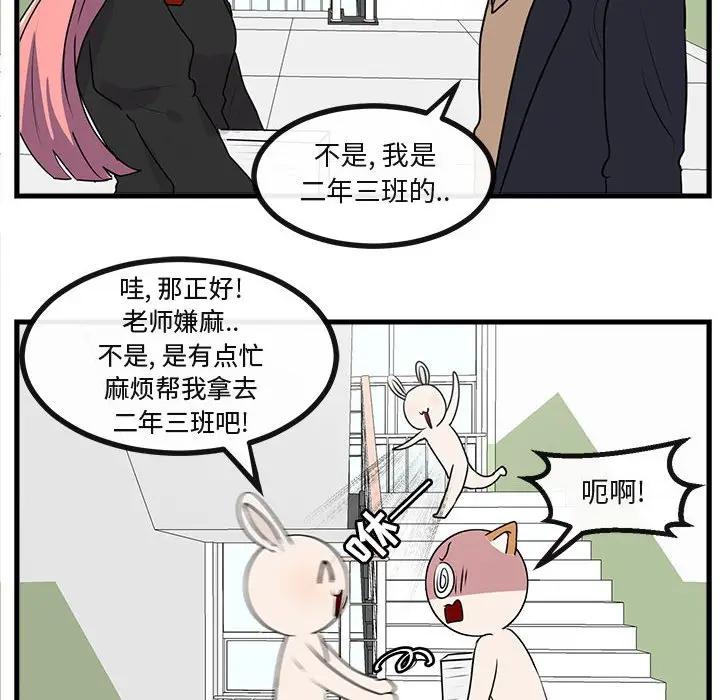 不是, 我是
二年三班的..
哇, 那正好!
老师嫌麻..
不是, 是有点忙
麻烦帮我拿去
二年三班吧!
呃啊!
咻